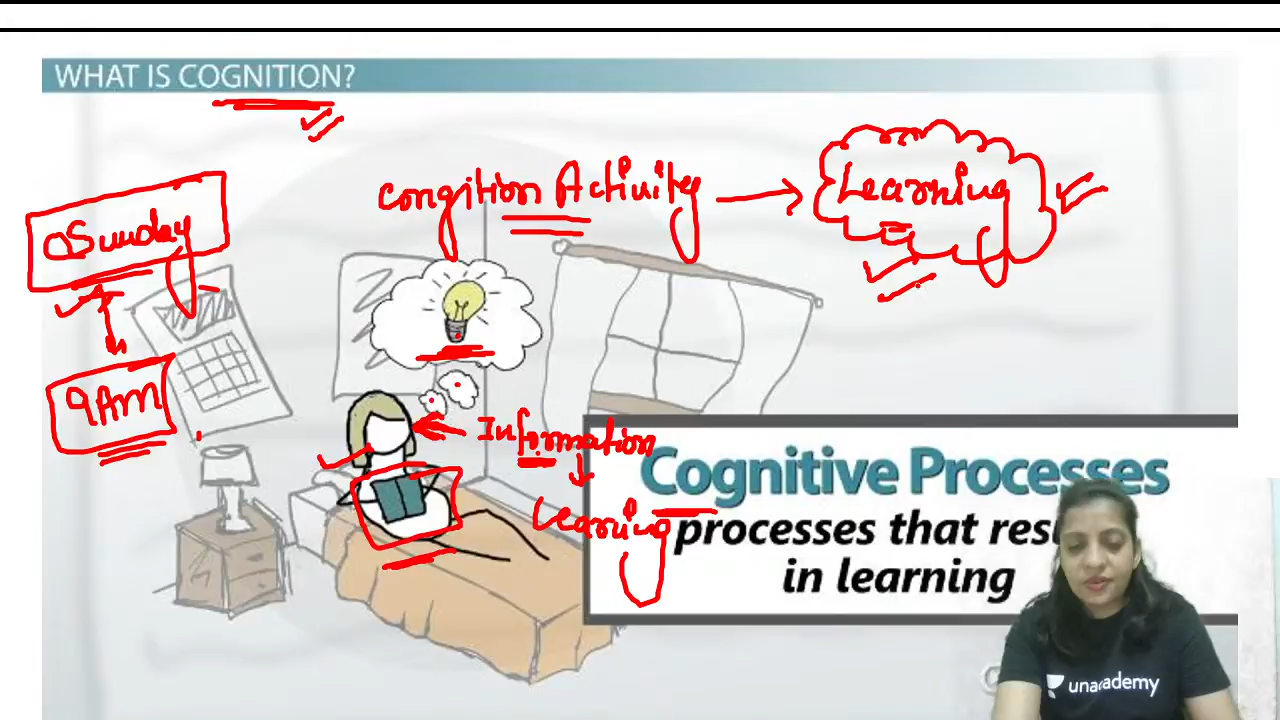 WHAT IS COGNITION?
Congition Activity
Learning
Sunday
9AM
Information
Learning
Cognitive Processes
processes that res
in learning
unacademy